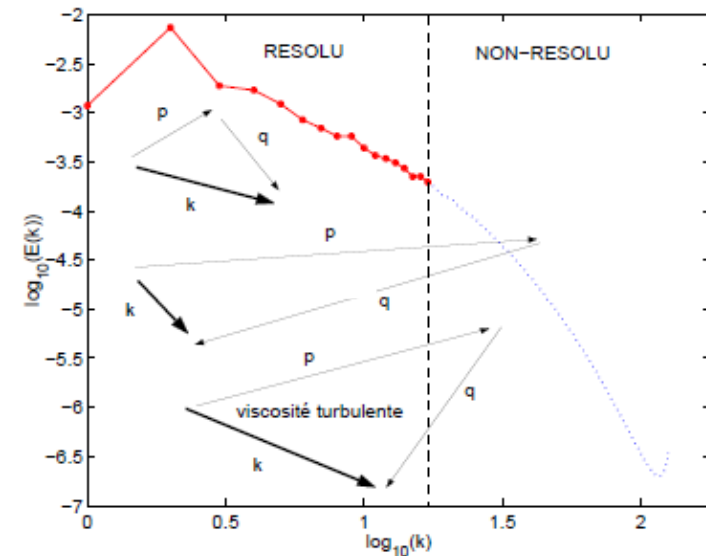 −2
−2.5
−3
−3.5
−4
−4.5
−5
−5.5
−6
−6.5
−7
log10(E(k))
RESOLU
NON−RESOLU
p
q
k
p
q
k
p
q
viscosité turbulente
k
0
0.5
1
1.5
2
log10(k)